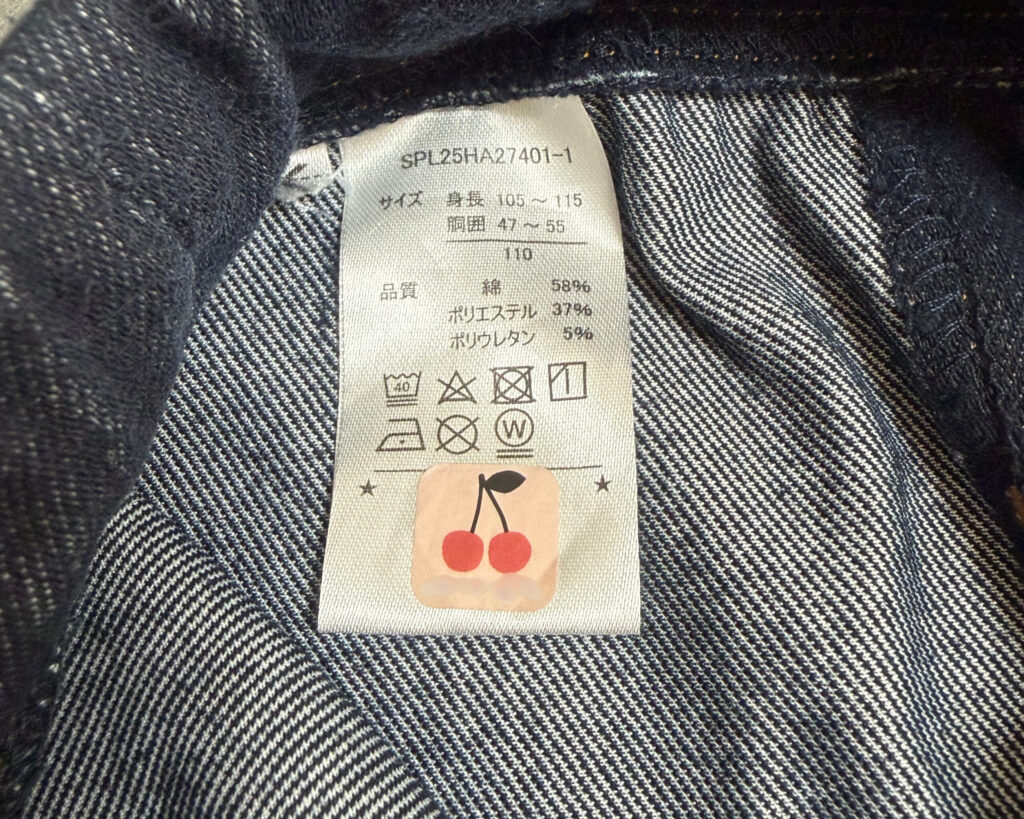 SPL25HA27401-1
サイズ 身長 105 ～ 115
胴囲 47 ～ 55
110
品質 綿 58%
ポリエステル 37%
ポリウレタン 5%
40
W